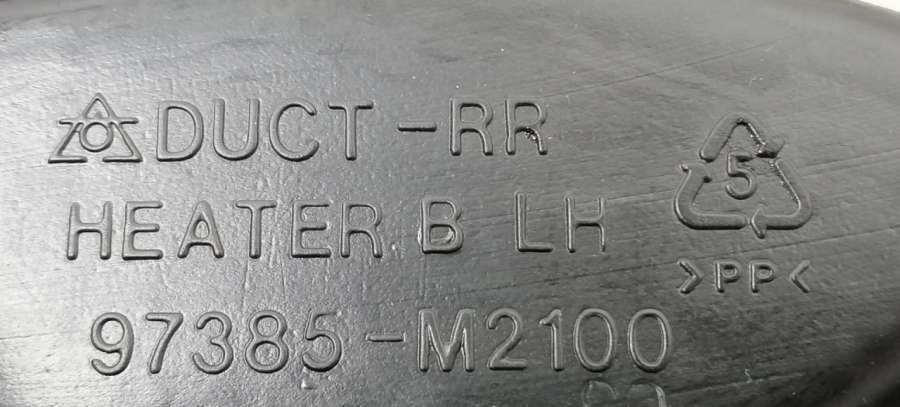 DUCT-RR
HEATER B LH
97385-M2100
5
>PP<